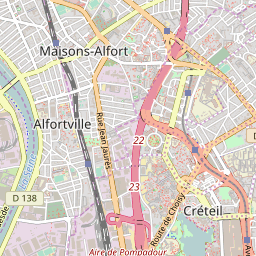 Maisons-Alfort
Alfortville
Rue Jean Jaurès
22
23
D 138
Créteil
Route de Choisy
Aire de Pompadour